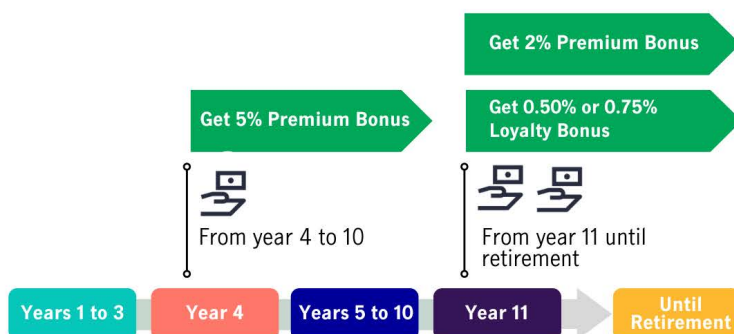 Get 2% Premium Bonus
Get 5% Premium Bonus
Get 0.50% or 0.75%
Loyalty Bonus
From year 4 to 10
From year 11 until
retirement
Years 1 to 3
Year 4
Years 5 to 10
Year 11
Until
Retirement